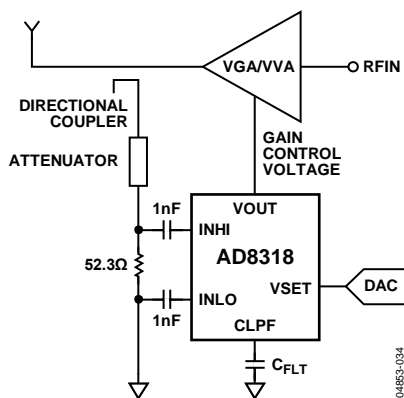 VGA/VVA
RFIN
DIRECTIONAL
COUPLER
ATTENUATOR
GAIN
CONTROL
VOLTAGE
1nF
INHI
VOUT
AD8318
52.3Ω
VSET
DAC
INLO
1nF
CLPF
CFLT
04853-034